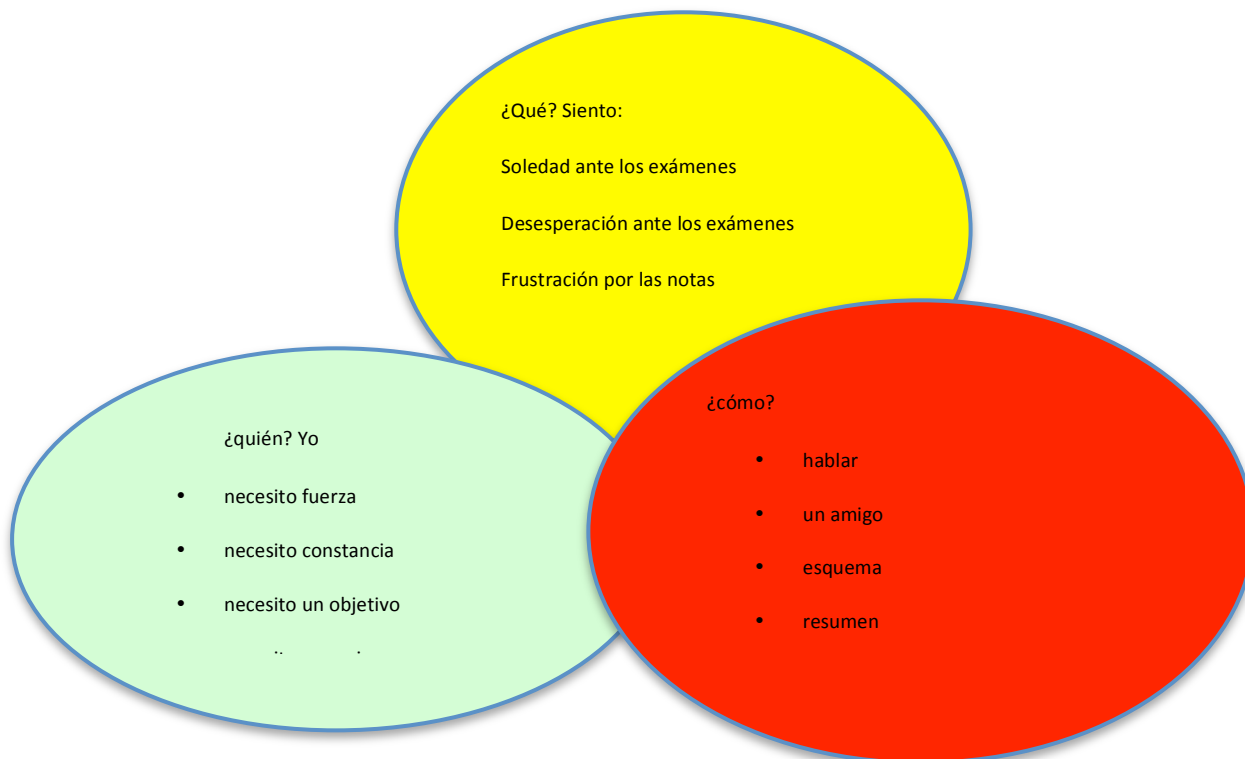 ¿Qué? Siento:
Soledad ante los exámenes
Desesperación ante los exámenes
Frustración por las notas
¿quién? Yo
• necesito fuerza
• necesito constancia
• necesito un objetivo
¿cómo?
• hablar
• un amigo
• esquema
• resumen